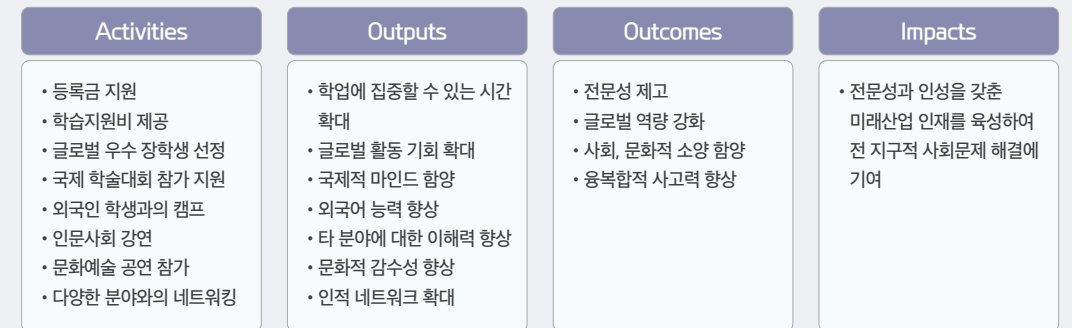 Activities
• 등록금 지원
• 학습지원비 제공
• 글로벌 우수 장학생 선정
• 국제 학술대회 참가 지원
• 외국인 학생과의 캠프
• 인문사회 강연
• 문화예술 공연 참가
• 다양한 분야와의 네트워킹
Outputs
• 학업에 집중할 수 있는 시간
확대
• 글로벌 활동 기회 확대
• 국제적 마인드 함양
• 외국어 능력 향상
• 타 분야에 대한 이해력 향상
• 문화적 감수성 향상
• 인적 네트워크 확대
Outcomes
• 전문성 제고
• 글로벌 역량 강화
• 사회, 문화적 소양 함양
• 융복합적 사고력 향상
Impacts
• 전문성과 인성을 갖춘
미래산업 인재를 육성하여
전 지구적 사회문제 해결에
기여